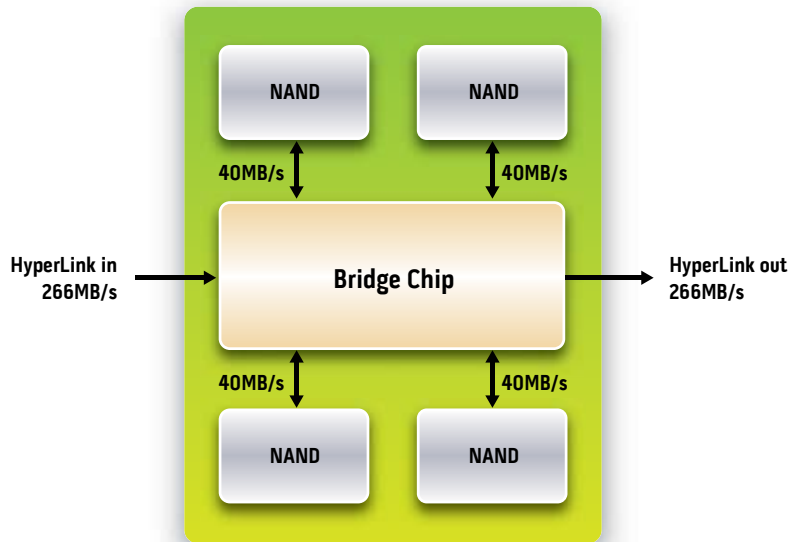 NAND
NAND
40MB/s
40MB/s
HyperLink in
266MB/s
Bridge Chip
HyperLink out
266MB/s
40MB/s
40MB/s
NAND
NAND